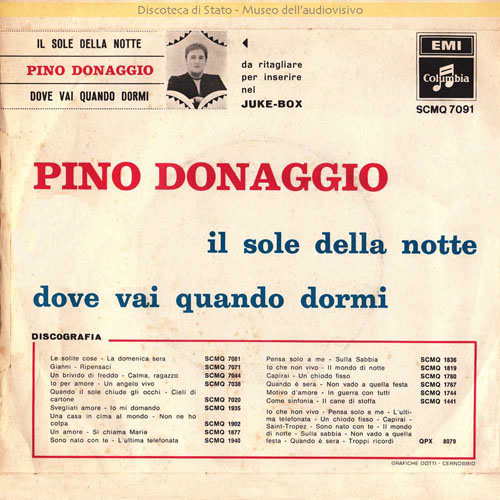 Discoteca di Stato - Museo dell'audiovisivo
IL SOLE DELLA NOTTE
PINO DONAGGIO
DOVE VAI QUANDO DORMI
da ritagliare
per inserire
nel
JUKE-BOX
EMI
Columbia
SCMQ 7091
PINO DONAGGIO
il sole della notte
dove vai quando dormi
DISCOGRAFIA
Le solite cose - La domenica sera SCMQ 7081
Gianni - Ripensaci SCMQ 7071
Un brivido di freddo - Calma, ragazzo SCMQ 7044
Io per amore - Un angelo vivo SCMQ 7038
Quando il sole chiude gli occhi - Cieli di
cartone SCMQ 7020
Svegliati amore - Io mi domando SCMQ 1935
Una casa in cima al mondo - Non ne ho
colpa SCMQ 1902
Un amore - Si chiama Maria SCMQ 1877
Sono nato con te - L'ultima telefonata SCMQ 1940
Pensa solo a me - Sulla Sabbia SCMQ 1836
Io che non vivo - Il mondo di notte SCMQ 1819
Capirai - Un chiodo fisso SCMQ 1780
Quando è sera - Non vado a quella festa SCMQ 1767
Motivo d'amore - In guerra con tutti SCMQ 1744
Come sinfonia - Il cane di stoffa SCMQ 1441
Io che non vivo - Pensa solo a me - L'ulti-
ma telefonata - Un chiodo fisso - Capirai -
Saint-Tropez - Sono nato con te - Il mondo
di notte - Sulla sabbia - Non vado a quella
festa - Quando è sera - Troppi ricordi QPX 8079
GRAFICHE DOTTI - CERNOBBIO